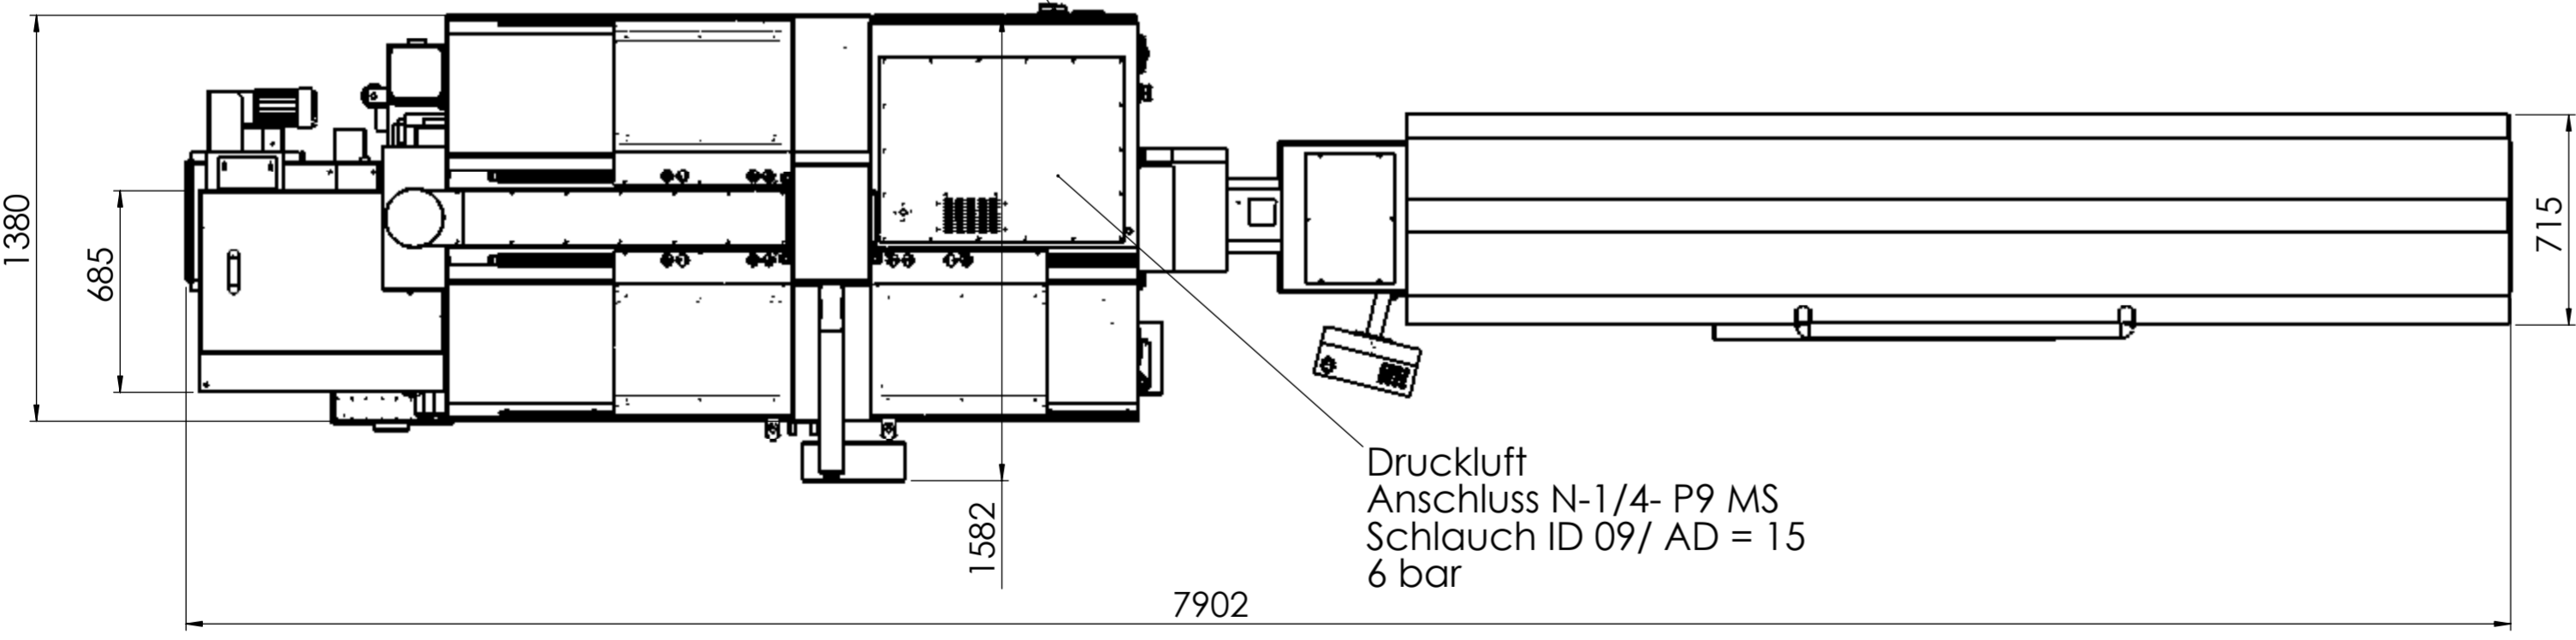 1380
685
715
1582
Druckluft
Anschluss N-1/4- P9 MS
Schlauch ID 09/ AD = 15
6 bar
7902